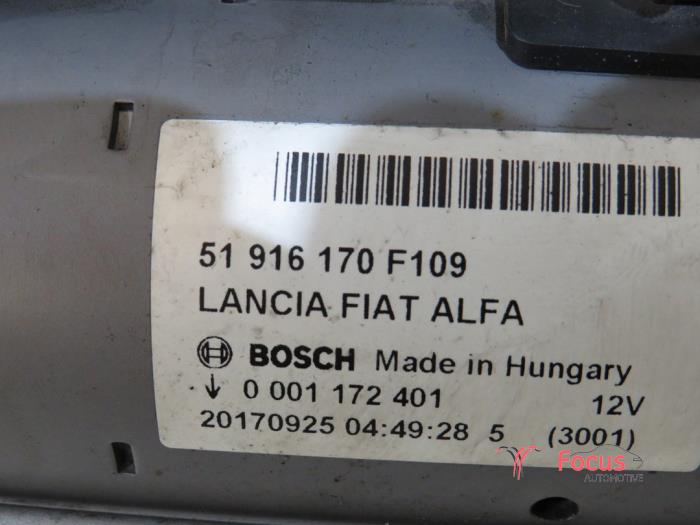 51 916 170 F109
LANCIA FIAT ALFA
BOSCH Made in Hungary
0 001 172 401 12V
20170925 04:49:28 5 (3001)
Focus
AUTOMOTIVE